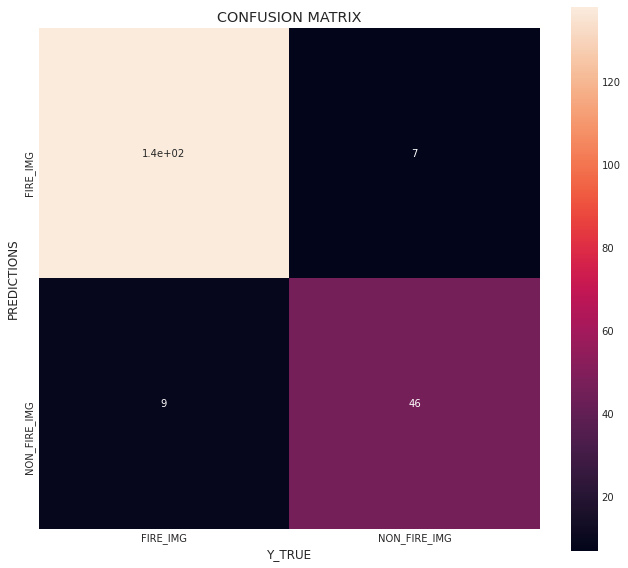 CONFUSION MATRIX
FIRE_IMG
NON_FIRE_IMG
PREDICTIONS
1.4e+02
7
9
46
FIRE_IMG
NON_FIRE_IMG
Y_TRUE
120
100
80
60
40
20